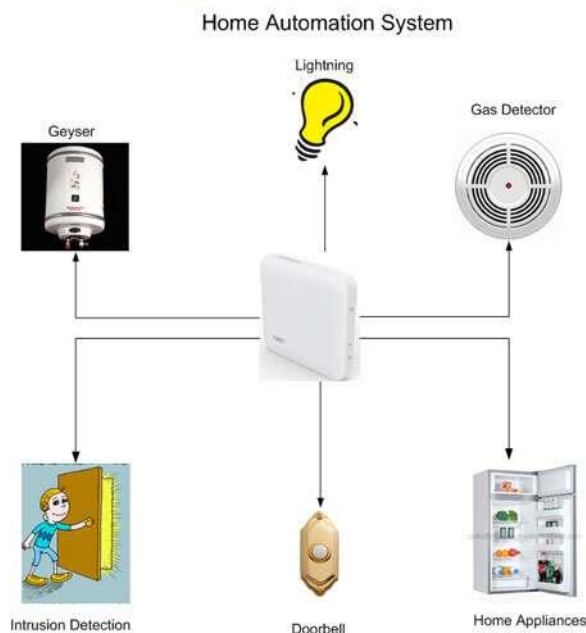 Home Automation System
Lightning
Geyser
Gas Detector
Intrusion Detection
Doorbell
Home Appliances